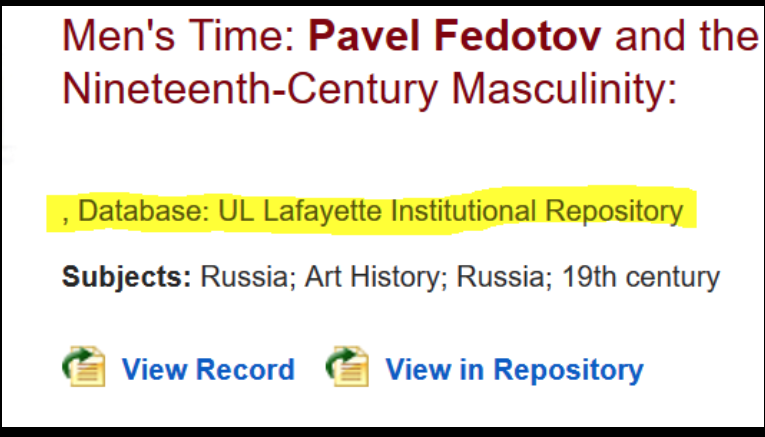 Men's Time: Pavel Fedotov and the
Nineteenth-Century Masculinity:
, Database: UL Lafayette Institutional Repository
Subjects: Russia; Art History; Russia; 19th century
View Record View in Repository